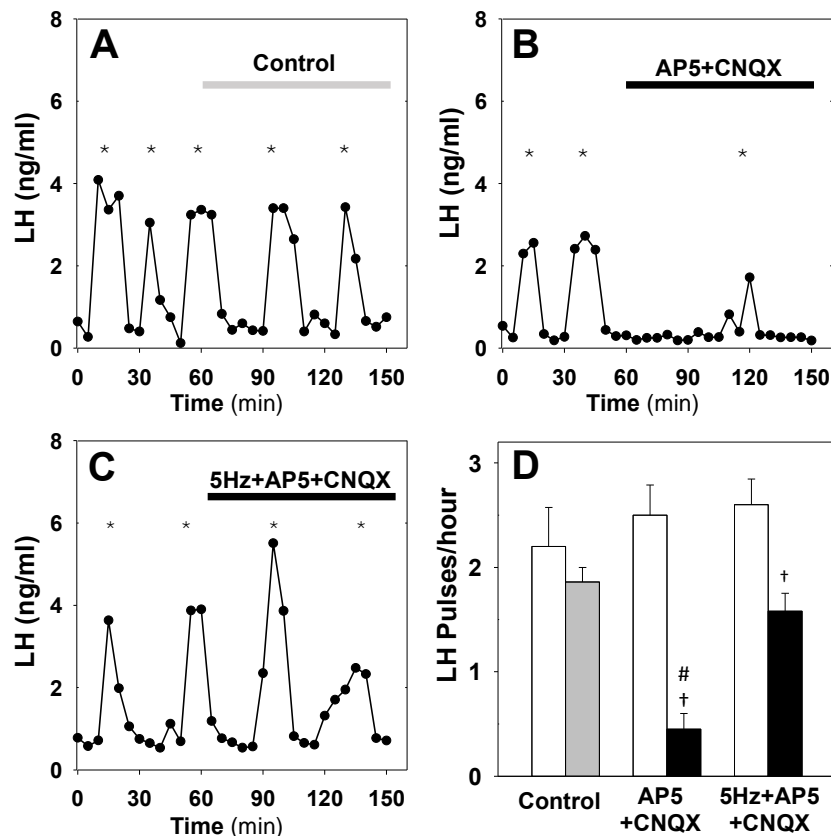 A
Control
*
*
*
*
*
8
6
4
2
0
LH (ng/ml)
0 30 60 90 120 150
Time (min)
B
AP5+CNQX
*
*
*
8
6
4
2
0
LH (ng/ml)
0 30 60 90 120 150
Time (min)
C
5Hz+AP5+CNQX
*
*
*
*
8
6
4
2
0
LH (ng/ml)
0 30 60 90 120 150
Time (min)
D
3
2
1
0
LH Pulses/hour
#
†
†
Control
AP5
+CNQX
5Hz+AP5
+CNQX